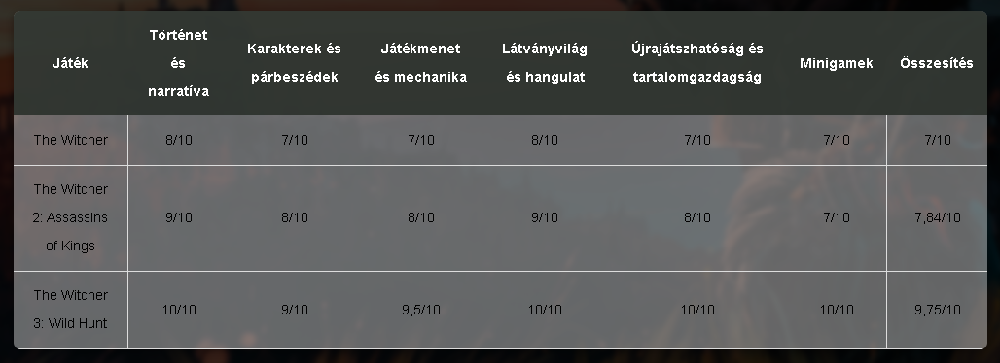 Játék
Történet
és
narratíva
Karakterek és
párbeszédek
Játékmenet
és mechanika
Látványvilág
és hangulat
Újrajátszhatóság és
tartalomgazdagság
Minigamek
Összesítés
The Witcher
8/10
7/10
7/10
8/10
7/10
7/10
7/10
The Witcher
2: Assassins
of Kings
9/10
8/10
8/10
9/10
8/10
7/10
7,84/10
The Witcher
3: Wild Hunt
10/10
9/10
9,5/10
10/10
10/10
10/10
9,75/10